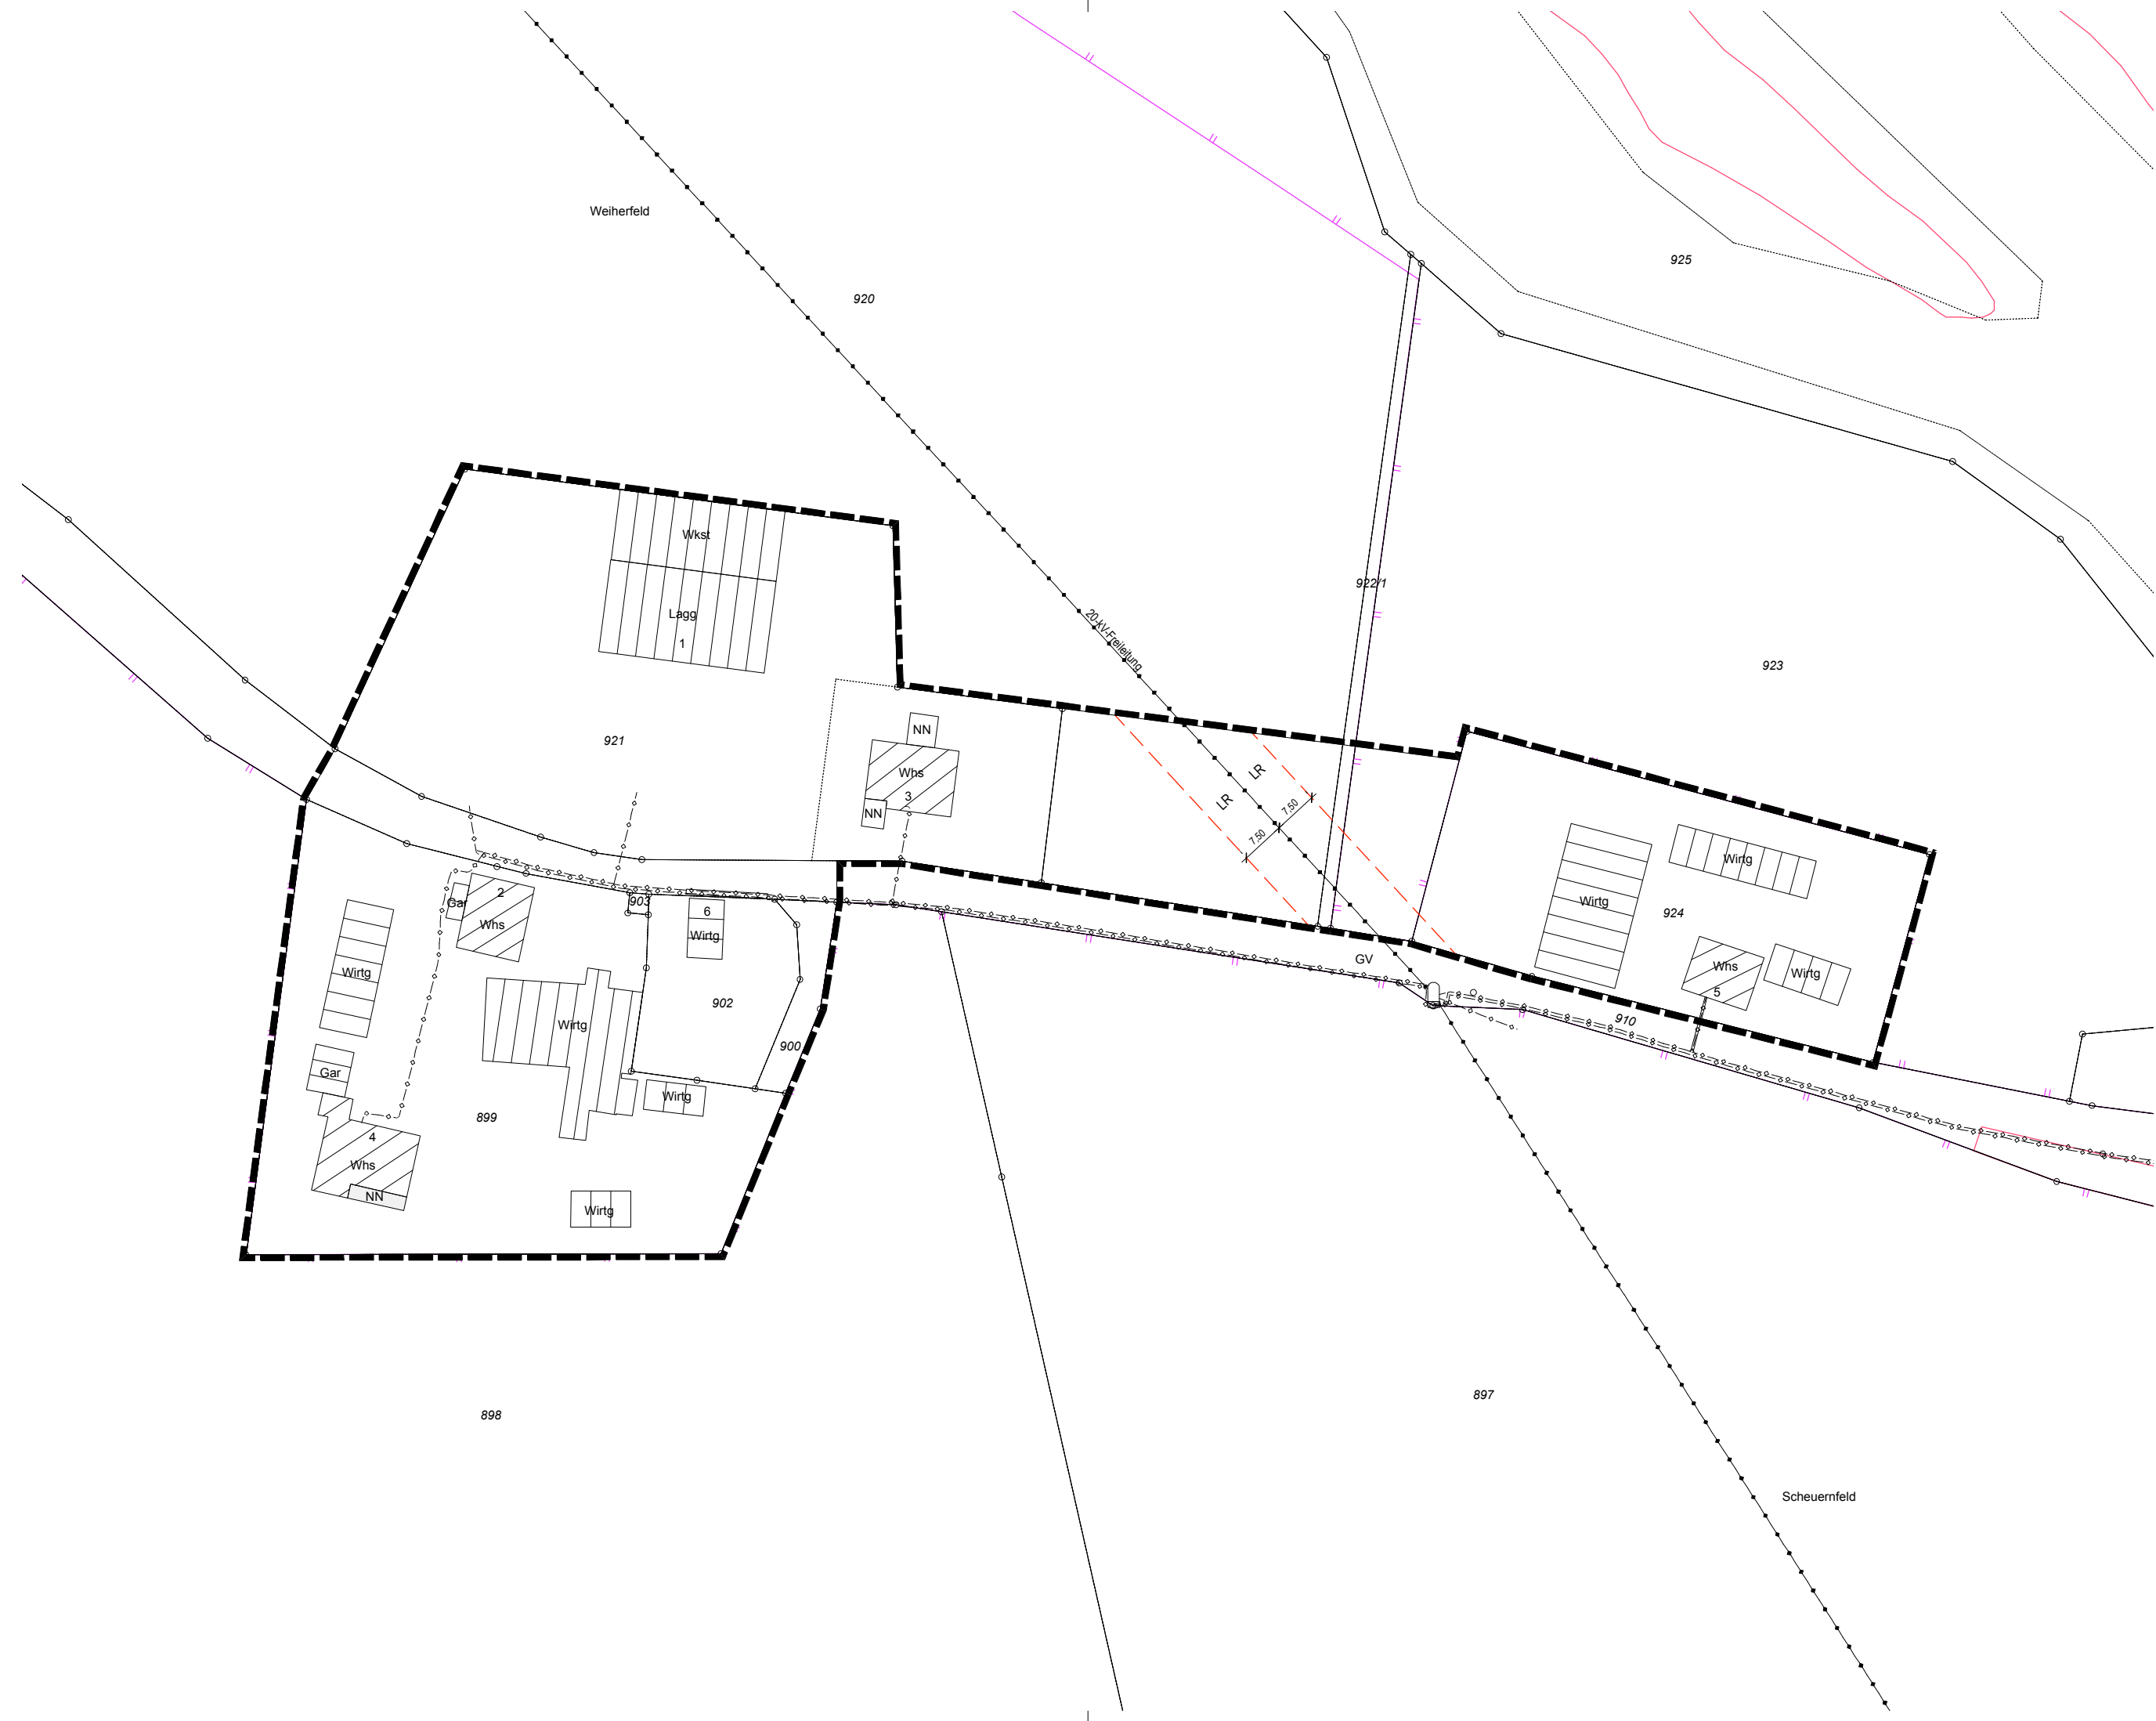 Weiherfeld
925
920
Wkst
922/1
Lagg
20-kV-Freileitung
1
923
NN
921
LR
Whs
LR
3
7,50
NN
7,50
Wirtg
2
Gar
903
6
Wirtg
924
Whs
Wirtg
GV
Whs
Wirtg
Wirtg
5
902
910
Wirtg
900
Gar
Wirtg
899
4
Whs
NN
Wirtg
897
898
Scheuernfeld